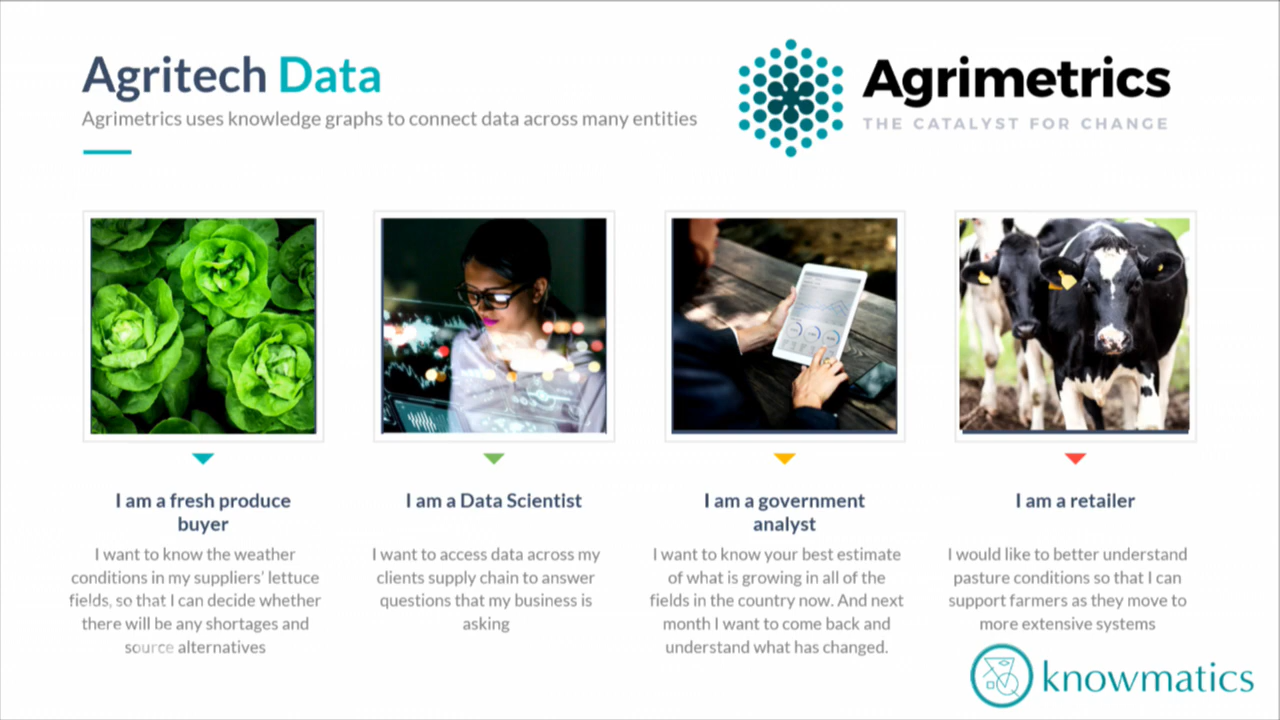 Agritech Data
Agrimetrics uses knowledge graphs to connect data across many entities
Agrimetrics
THE CATALYST FOR CHANGE
I am a fresh produce
buyer
I want to know the weather
conditions in my suppliers' lettuce
fields, so that I can decide whether
there will be any shortages and
source alternatives
I am a Data Scientist
I want to access data across my
clients supply chain to answer
questions that my business is
asking
I am a government
analyst
I want to know your best estimate
of what is growing in all of the
fields in the country now. And next
month I want to come back and
understand what has changed.
I am a retailer
I would like to better understand
pasture conditions so that I can
support farmers as they move to
more extensive systems
knowmatics